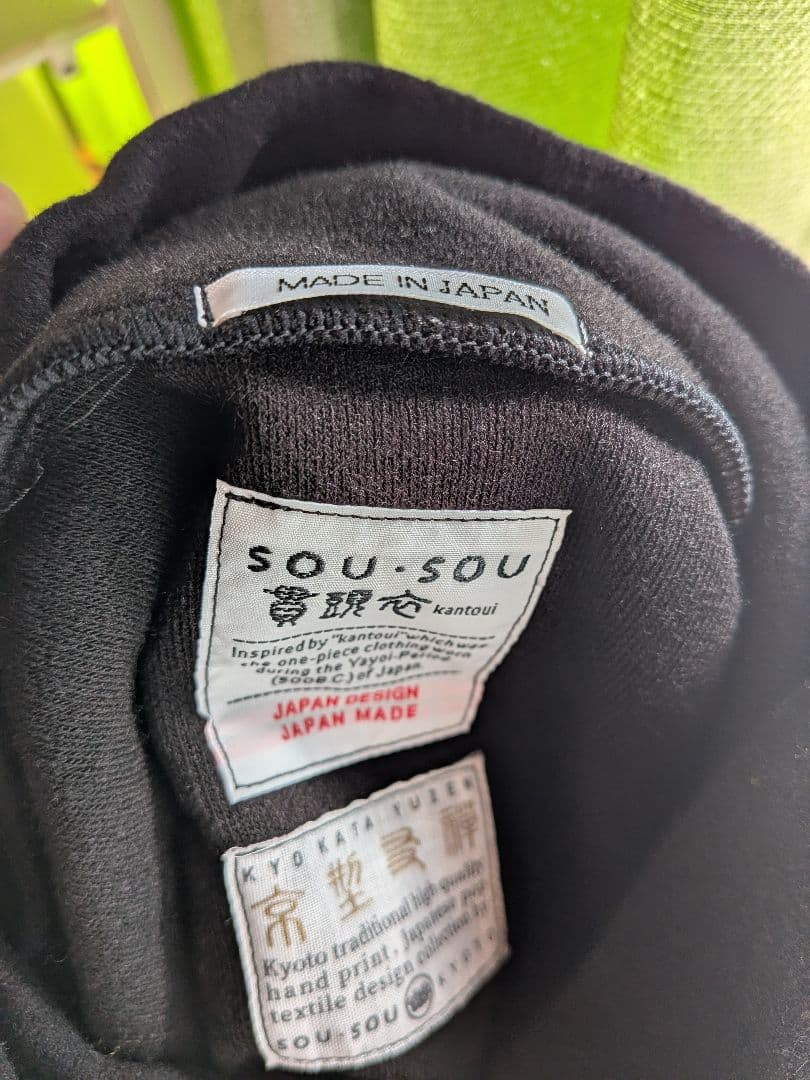 MADE IN JAPAN
SOU·SOU
貫頭衣 kantoui
Inspired by "kantoui" which was
the one-piece clothing worn
during the Yayoi-Period
(500B.C.) of Japan.
JAPAN DESIGN
JAPAN MADE
KYO KATA YUZEN
京型友禅
Kyoto traditional high-quality
hand print, Japanese
textile design collection by
SOU·SOU KYOTO